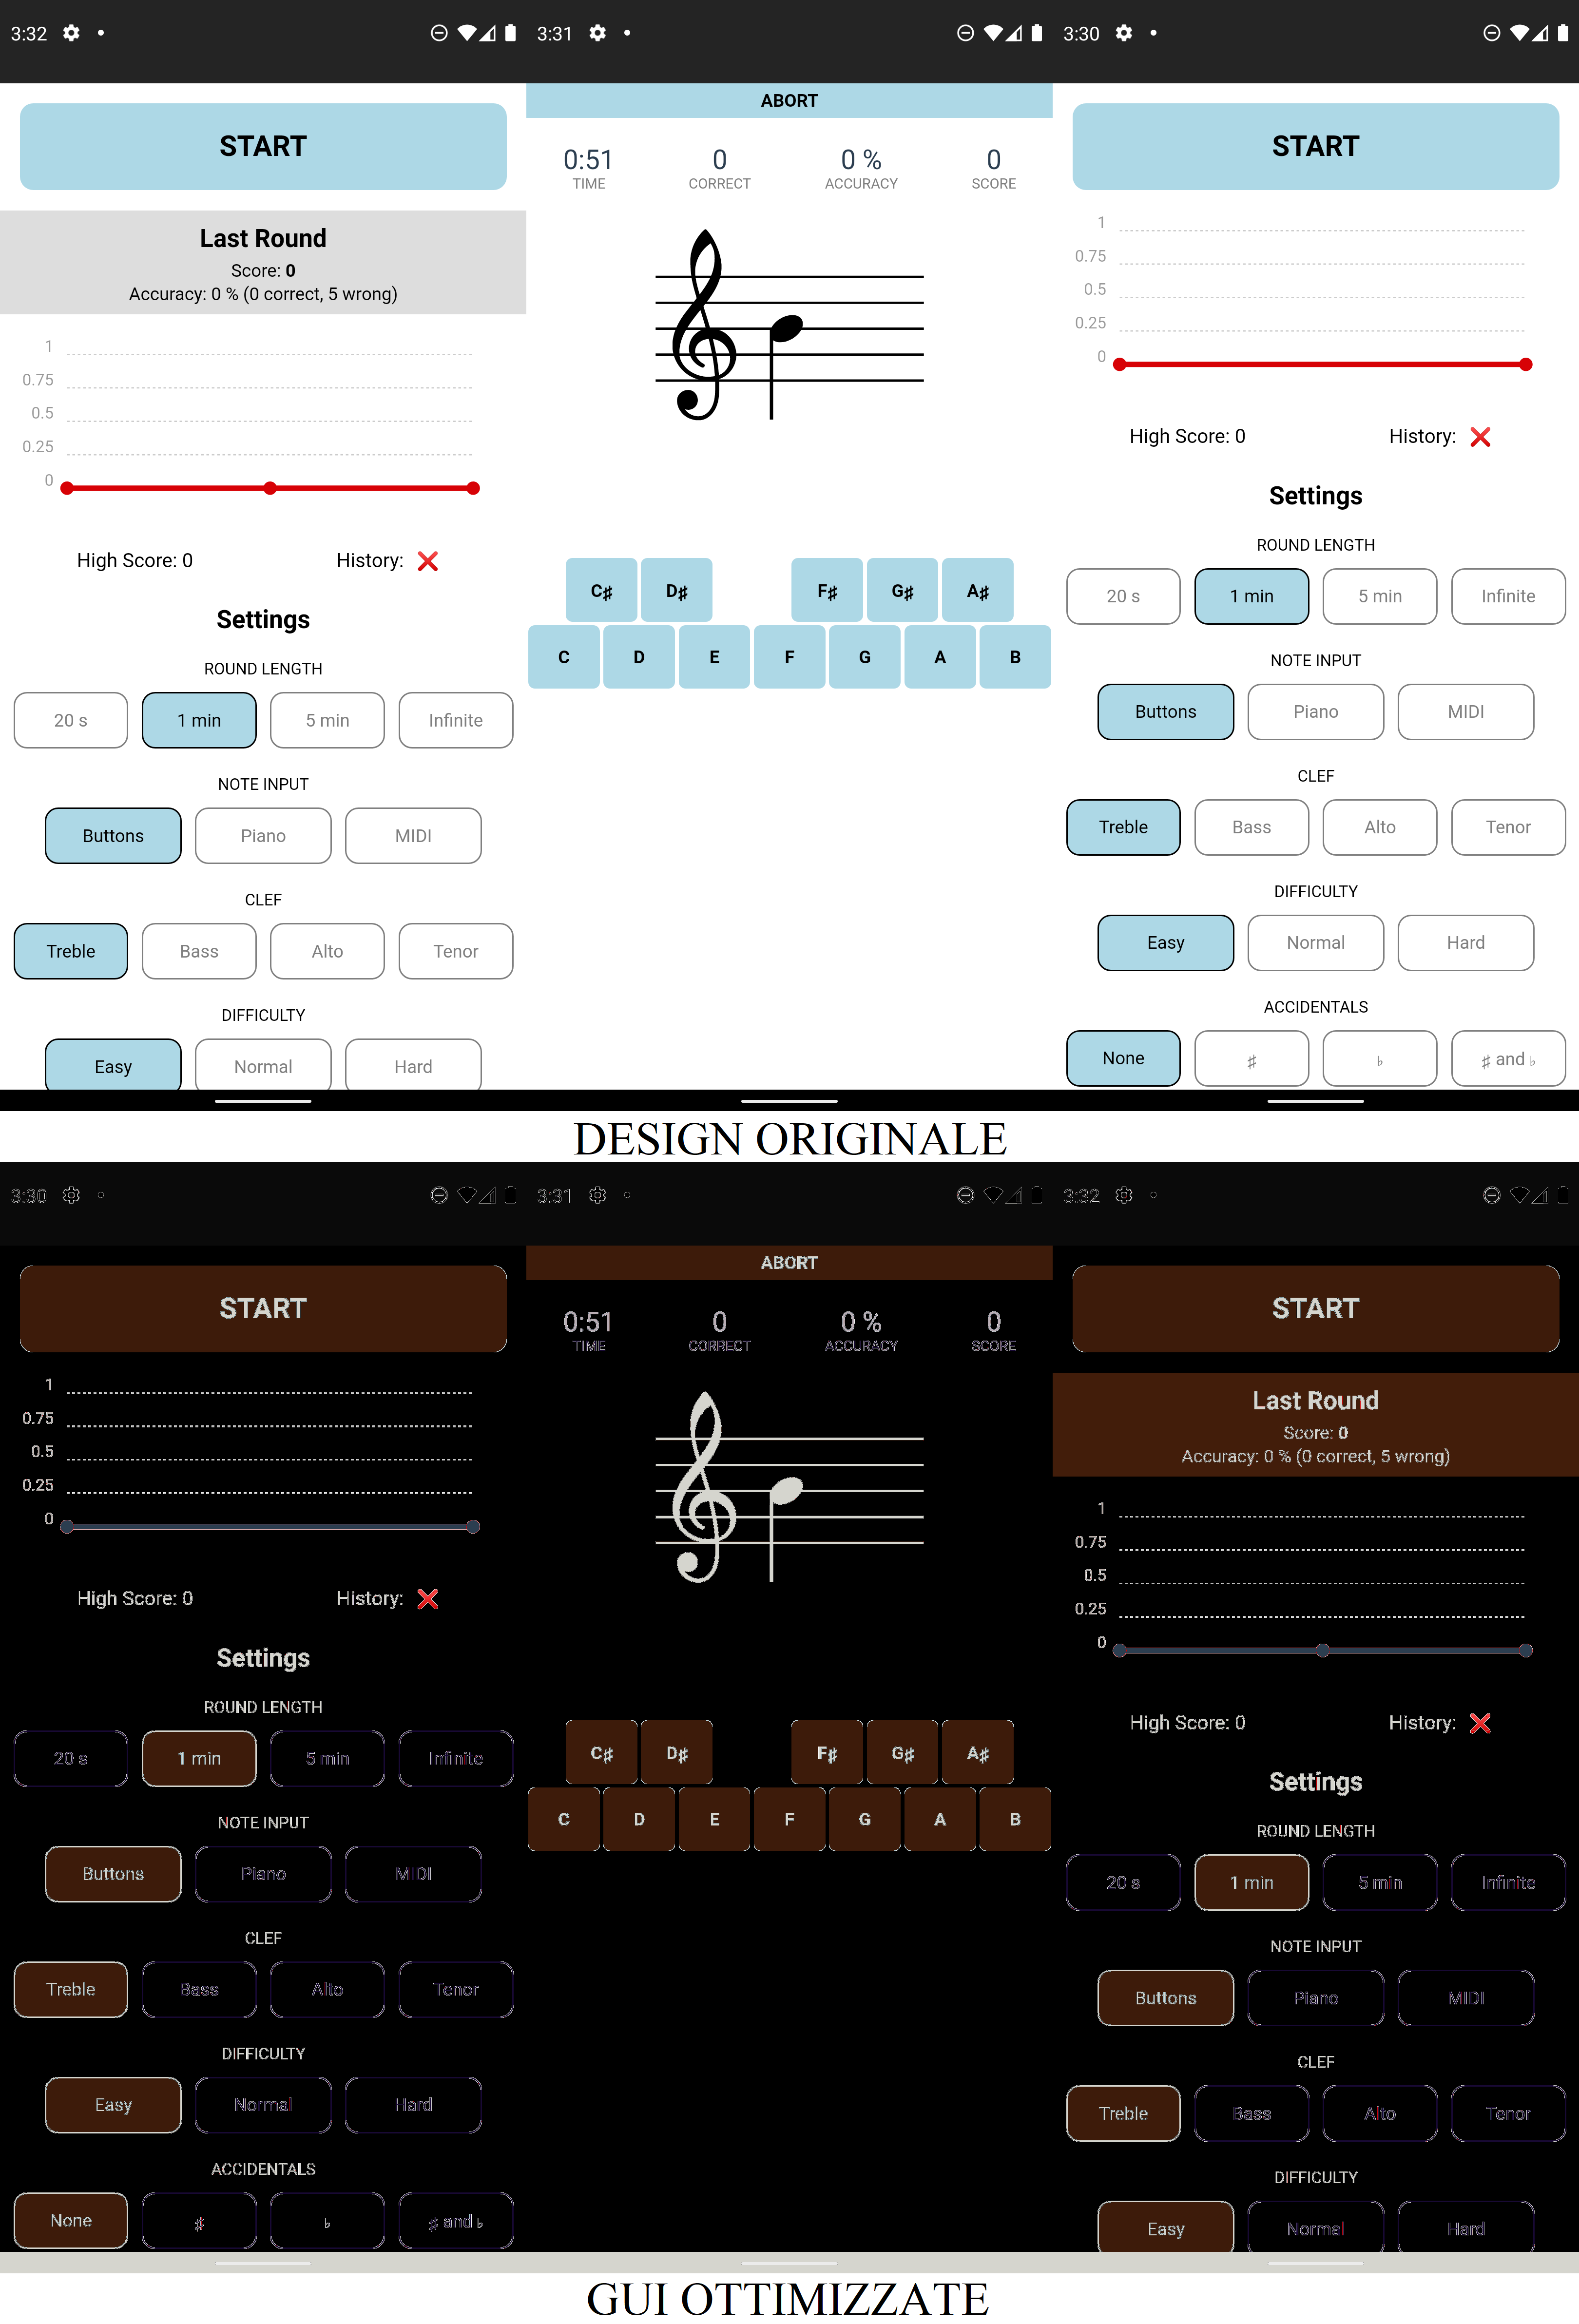 3:32
START
Last Round
Score: 0
Accuracy: 0 % (0 correct, 5 wrong)
1
0.75
0.5
0.25
0
High Score: 0 History: ❌
Settings
ROUND LENGTH
20 s 1 min 5 min Infinite
NOTE INPUT
Buttons Piano MIDI
CLEF
Treble Bass Alto Tenor
DIFFICULTY
Easy Normal Hard
3:31
ABORT
0:51 0 0 % 0
TIME CORRECT ACCURACY SCORE
C♯ D♯ F♯ G♯ A♯
C D E F G A B
3:30
START
1
0.75
0.5
0.25
0
High Score: 0 History: ❌
Settings
ROUND LENGTH
20 s 1 min 5 min Infinite
NOTE INPUT
Buttons Piano MIDI
CLEF
Treble Bass Alto Tenor
DIFFICULTY
Easy Normal Hard
ACCIDENTALS
None ♯ ♭ ♯ and ♭
DESIGN ORIGINALE
3:30
START
1
0.75
0.5
0.25
0
High Score: 0 History: ❌
Settings
ROUND LENGTH
20 s 1 min 5 min Infinite
NOTE INPUT
Buttons Piano MIDI
CLEF
Treble Bass Alto Tenor
DIFFICULTY
Easy Normal Hard
ACCIDENTALS
None ♯ ♭ ♯ and ♭
3:31
ABORT
0:51 0 0 % 0
TIME CORRECT ACCURACY SCORE
C♯ D♯ F♯ G♯ A♯
C D E F G A B
3:32
START
Last Round
Score: 0
Accuracy: 0 % (0 correct, 5 wrong)
1
0.75
0.5
0.25
0
High Score: 0 History: ❌
Settings
ROUND LENGTH
20 s 1 min 5 min Infinite
NOTE INPUT
Buttons Piano MIDI
CLEF
Treble Bass Alto Tenor
DIFFICULTY
Easy Normal Hard
GUI OTTIMIZZATE